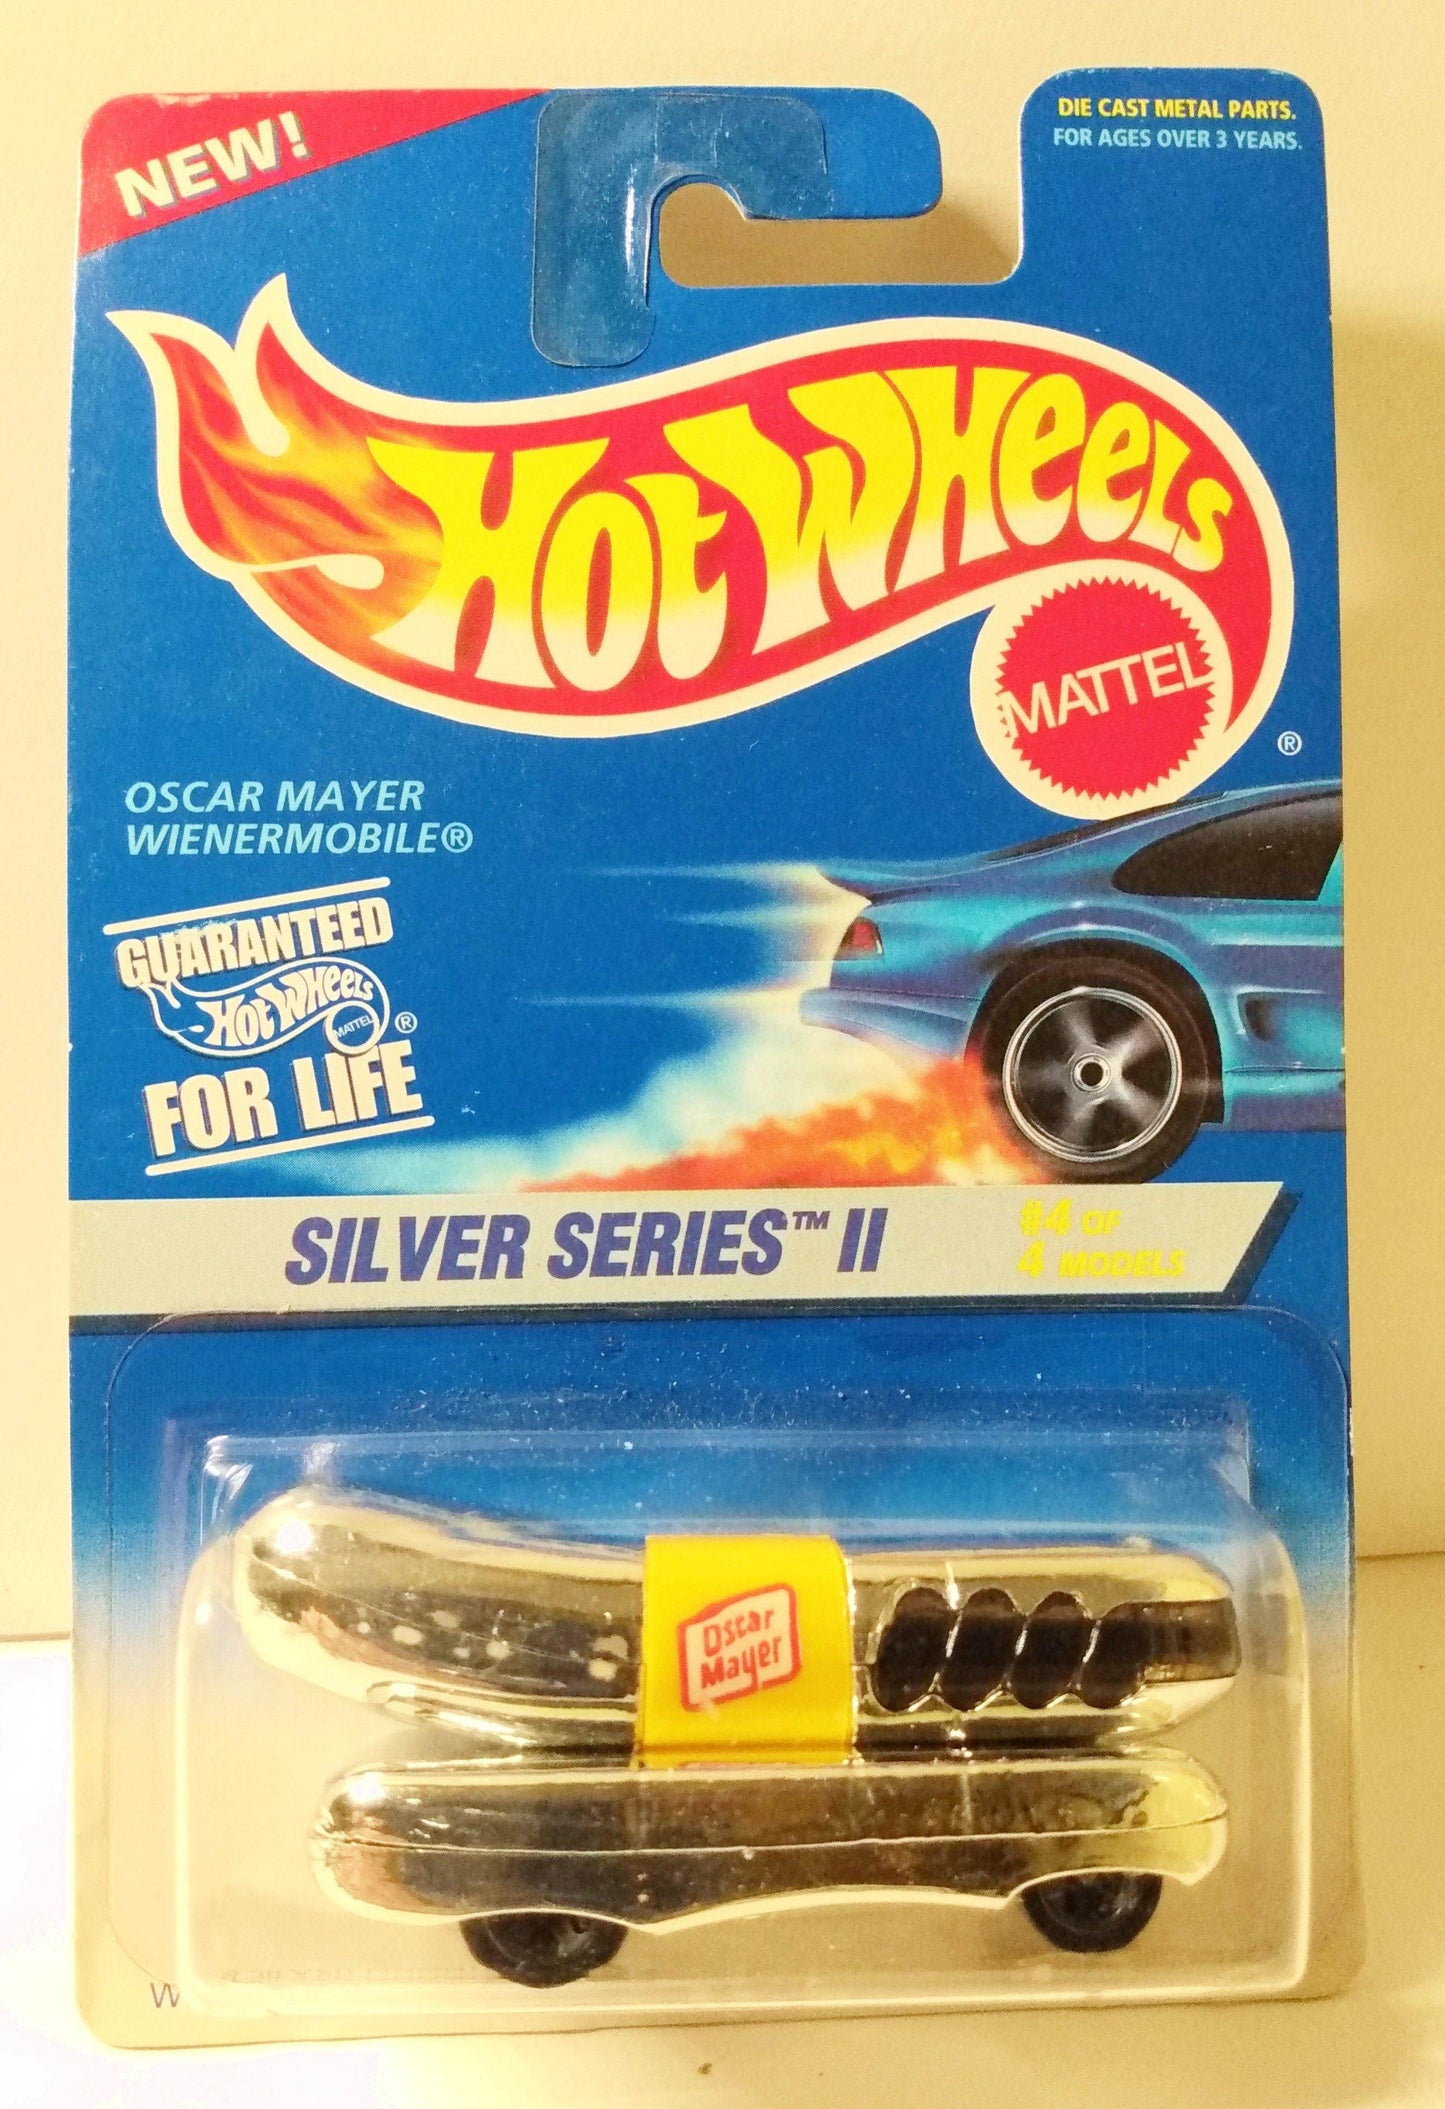 NEW!
DIE CAST METAL PARTS.
FOR AGES OVER 3 YEARS.
HOT WHEELS
MATTEL
®
OSCAR MAYER
WIENERMOBILE®
GUARANTEED
HOT WHEELS
MATTEL ®
FOR LIFE
SILVER SERIES™ II
#4 OF
4 MODELS
Oscar
Mayer